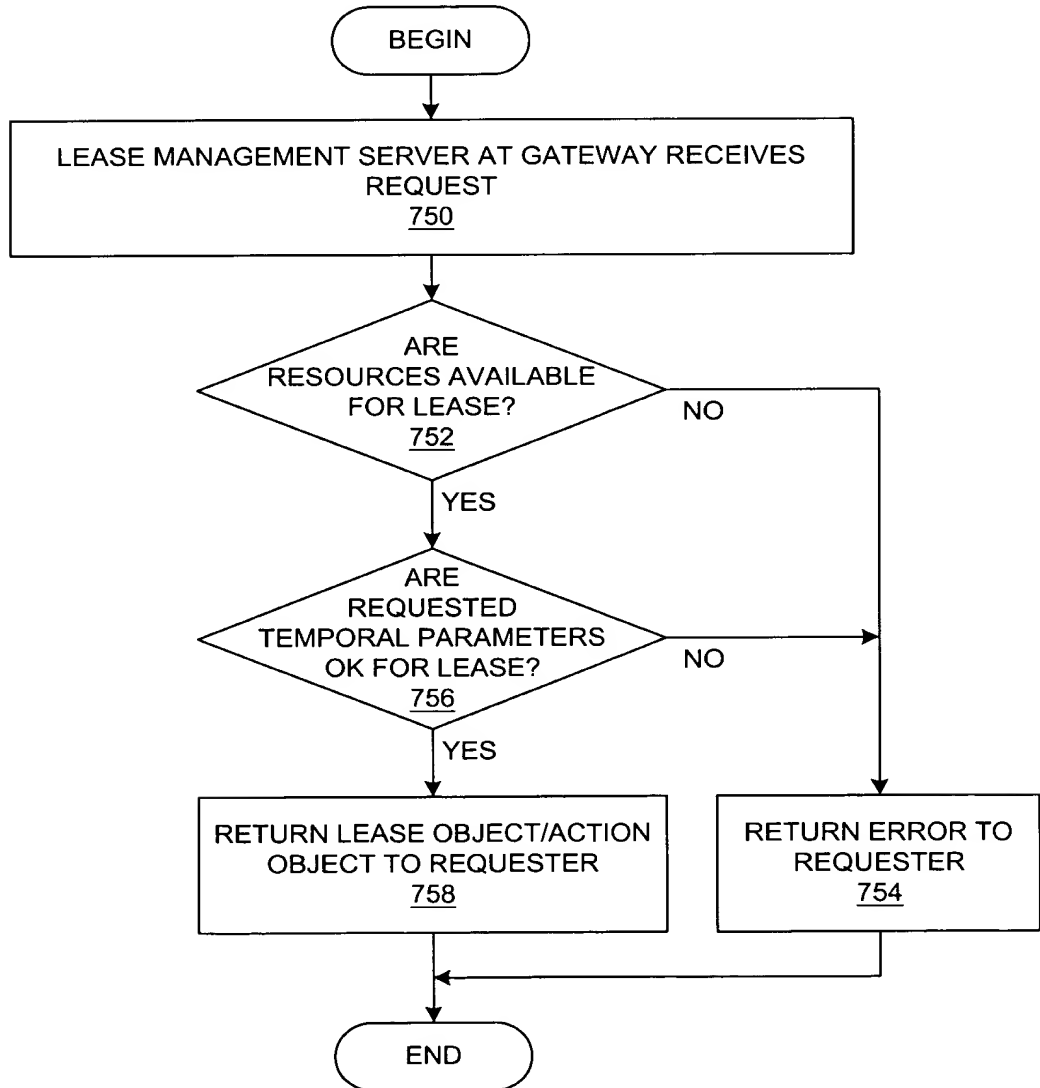 BEGIN
LEASE MANAGEMENT SERVER AT GATEWAY RECEIVES
REQUEST
750
ARE
RESOURCES AVAILABLE
FOR LEASE?
752
NO
YES
ARE
REQUESTED
TEMPORAL PARAMETERS
OK FOR LEASE?
756
NO
YES
RETURN LEASE OBJECT/ACTION
OBJECT TO REQUESTER
758
RETURN ERROR TO
REQUESTER
754
END